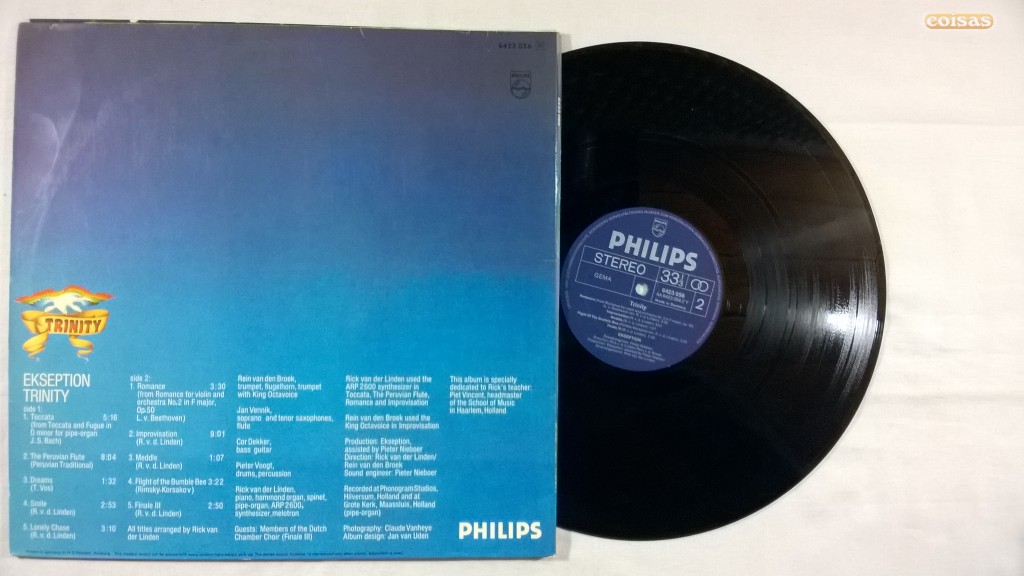 coisas
6423 056
PHILIPS
TRINITY
EKSEPTION
TRINITY
side 1:
1. Toccata 5:16
(from Toccata and Fugue in
D minor for pipe-organ
J. S. Bach)
2. The Peruvian Flute 8:04
(Peruvian Traditional)
3. Dreams 1:32
(T. Vos)
4. Smile 2:53
(R. v. d. Linden)
5. Lonely Chase 3:10
(R. v. d. Linden)
side 2:
1. Romance 3:30
(from Romance for violin and
orchestra No.2 in F major,
Op.50
L. v. Beethoven)
2. Improvisation 9:01
(R. v. d. Linden)
3. Meddle 1:07
(R. v. d. Linden)
4. Flight of the Bumble Bee 3:22
(Rimsky-Korsakov)
5. Finale III 2:50
(R. v. d. Linden)
All titles arranged by Rick van
der Linden
Rein van den Broek,
trumpet, flugelhorn, trumpet
with King Octavoice
Jan Vennik,
soprano and tenor saxophones,
flute
Cor Dekker,
bass guitar
Pieter Voogt,
drums, percussion
Rick van der Linden,
piano, hammond organ, spinet,
pipe-organ, ARP 2600,
synthesizer, melotron
Guests: Members of the Dutch
Chamber Choir (Finale III)
Rick van der Linden used the
ARP 2600 synthesizer in
Toccata, The Peruvian Flute,
Romance and Improvisation
Rein van den Broek used the
King Octavoice in Improvisation
Production: Ekseption,
assisted by Pieter Nieboer
Direction: Rick van der Linden/
Rein van den Broek
Sound engineer: Pieter Nieboer
Recorded at Phonogram Studios,
Hilversum, Holland and at
Grote Kerk, Maassluis, Holland
(pipe-organ)
Photography: Claude Vanheye
Album design: Jan van Uden
This album is specially
dedicated to Rick's teacher:
Piet Vincent, headmaster
of the School of Music
in Haarlem, Holland
PHILIPS
PHILIPS
STEREO 33
GEMA
6423 056
2
Trinity
EKSEPTION